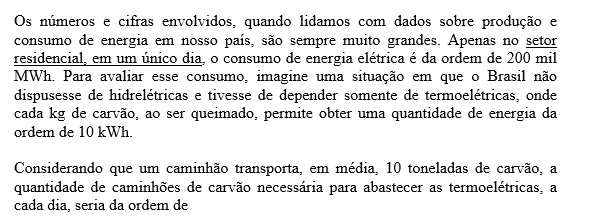 Os números e cifras envolvidos, quando lidamos com dados sobre produção e
consumo de energia em nosso país, são sempre muito grandes. Apenas no setor
residencial, em um único dia, o consumo de energia elétrica é da ordem de 200 mil
MWh. Para avaliar esse consumo, imagine uma situação em que o Brasil não
dispusesse de hidrelétricas e tivesse de depender somente de termoelétricas, onde
cada kg de carvão, ao ser queimado, permite obter uma quantidade de energia da
ordem de 10 kWh.
Considerando que um caminhão transporta, em média, 10 toneladas de carvão, a
quantidade de caminhões de carvão necessária para abastecer as termoelétricas, a
cada dia, seria da ordem de